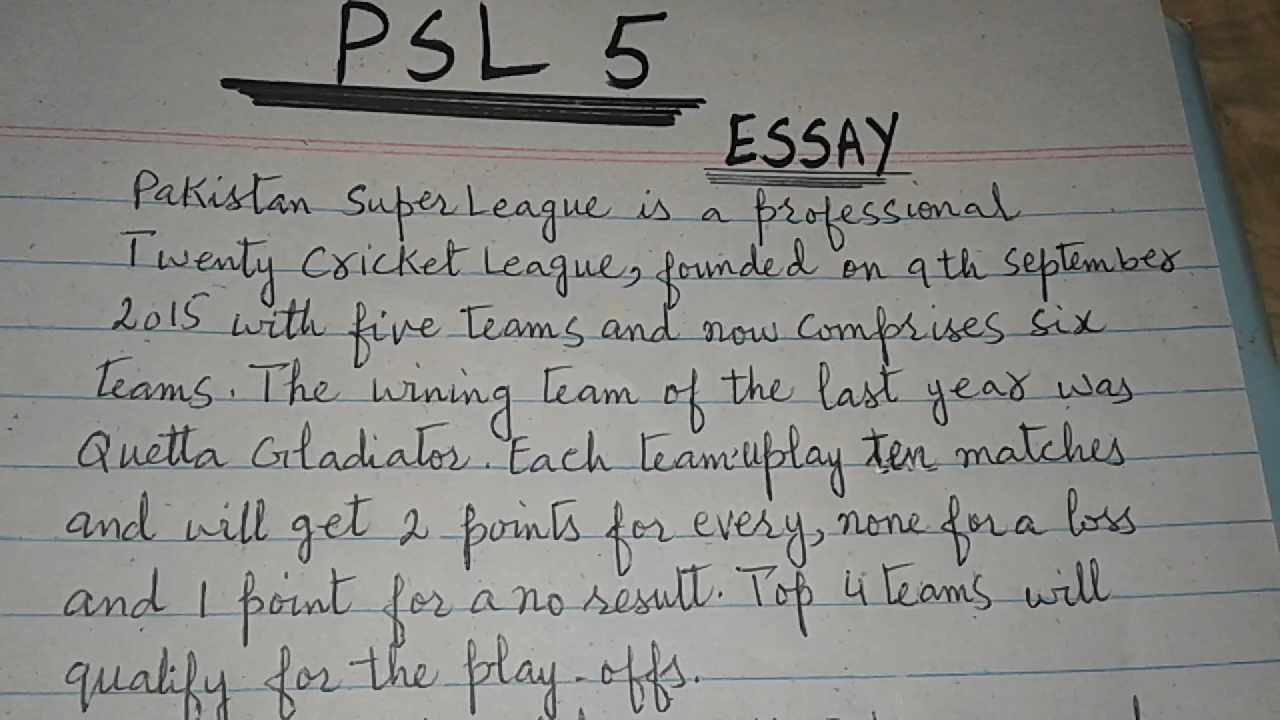 PSL 5
ESSAY
Pakistan Super League is a professional
Twenty Cricket League, founded on 9th september
2015 with five teams and now comprises six
teams. The wining team of the last year was
Quetta Gladiator. Each team play ten matches
and will get 2 points for every, none for a loss
and 1 point for a no result. Top 4 teams will
qualify for the play-offs.